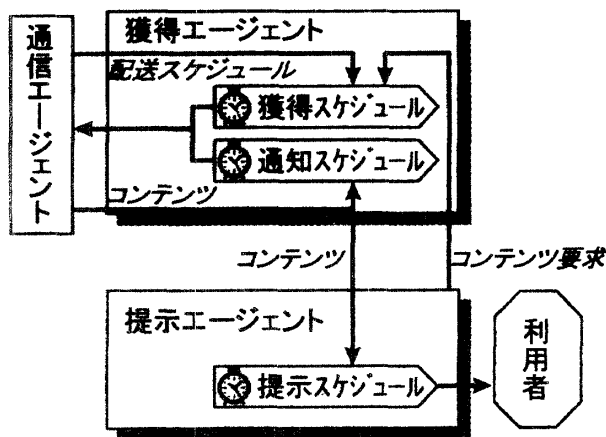 通信エージェント
獲得エージェント
配送スケジュール
獲得スケジュール
通知スケジュール
コンテンツ
コンテンツ
コンテンツ要求
提示エージェント
提示スケジュール
利用者